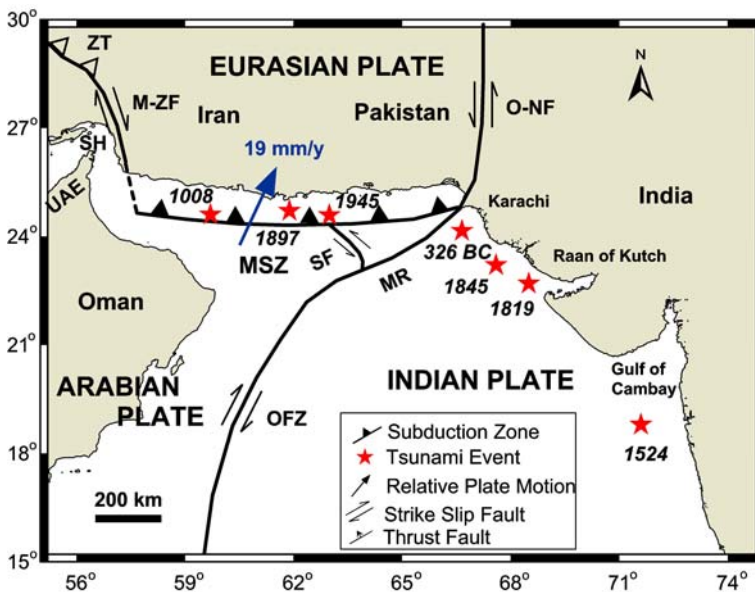 30°
27°
24°
21°
18°
15°
56°
59°
62°
65°
68°
71°
74°
ZT
EURASIAN PLATE
N
M-ZF
Iran
Pakistan
O-NF
SH
19 mm/y
UAE
1008
1945
Karachi
India
1897
326 BC
MSZ
SF
MR
Raan of Kutch
1845
1819
Oman
ARABIAN
PLATE
INDIAN PLATE
Gulf of
Cambay
OFZ
1524
200 km
Subduction Zone
Tsunami Event
Relative Plate Motion
Strike Slip Fault
Thrust Fault